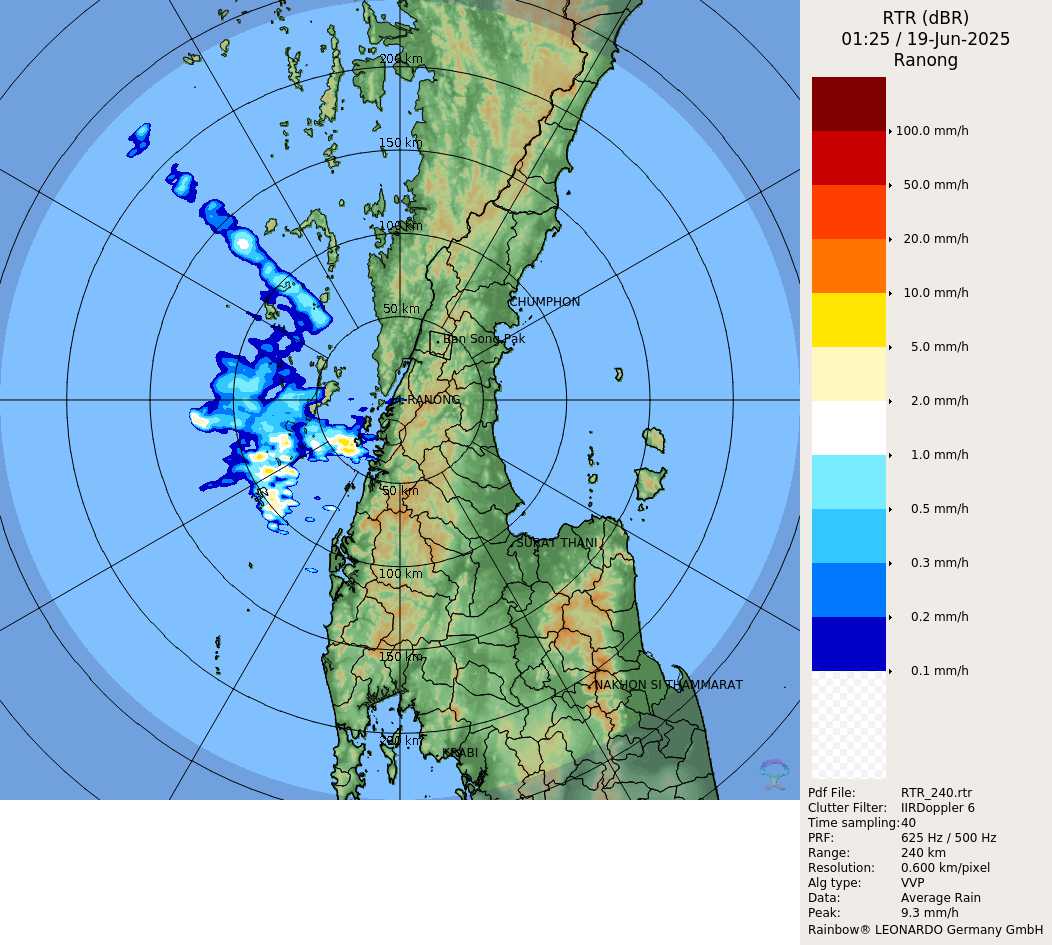 RTR (dBR)
01:25 / 19-Jun-2025
Ranong
100.0 mm/h
50.0 mm/h
20.0 mm/h
10.0 mm/h
5.0 mm/h
2.0 mm/h
1.0 mm/h
0.5 mm/h
0.3 mm/h
0.2 mm/h
0.1 mm/h
Pdf File: RTR_240.rtr
Clutter Filter: IIRDoppler 6
Time sampling: 40
PRF: 625 Hz / 500 Hz
Range: 240 km
Resolution: 0.600 km/pixel
Alg type: VVP
Data: Average Rain
Peak: 9.3 mm/h
Rainbow® LEONARDO Germany GmbH
200 km
150 km
100 km
50 km
CHUMPHON
Ban Song Pak
RANONG
50 km
SURAT THANI
100 km
150 km
NAKHON SI THAMMARAT
200 km
KRABI